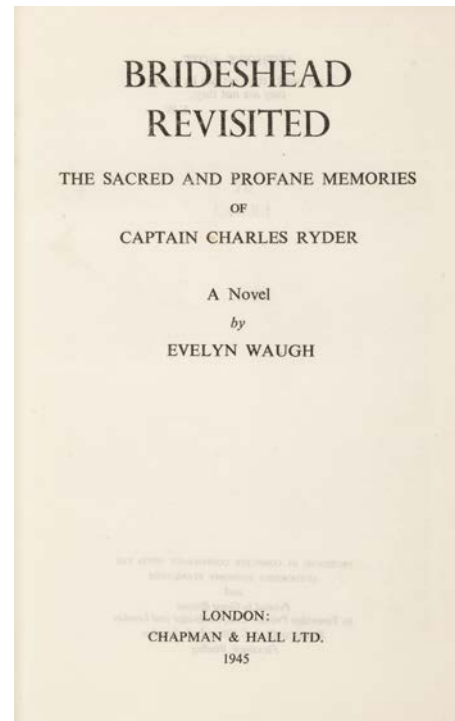 BRIDESHEAD
REVISITED
THE SACRED AND PROFANE MEMORIES
OF
CAPTAIN CHARLES RYDER
A Novel
by
EVELYN WAUGH
LONDON:
CHAPMAN & HALL LTD.
1945